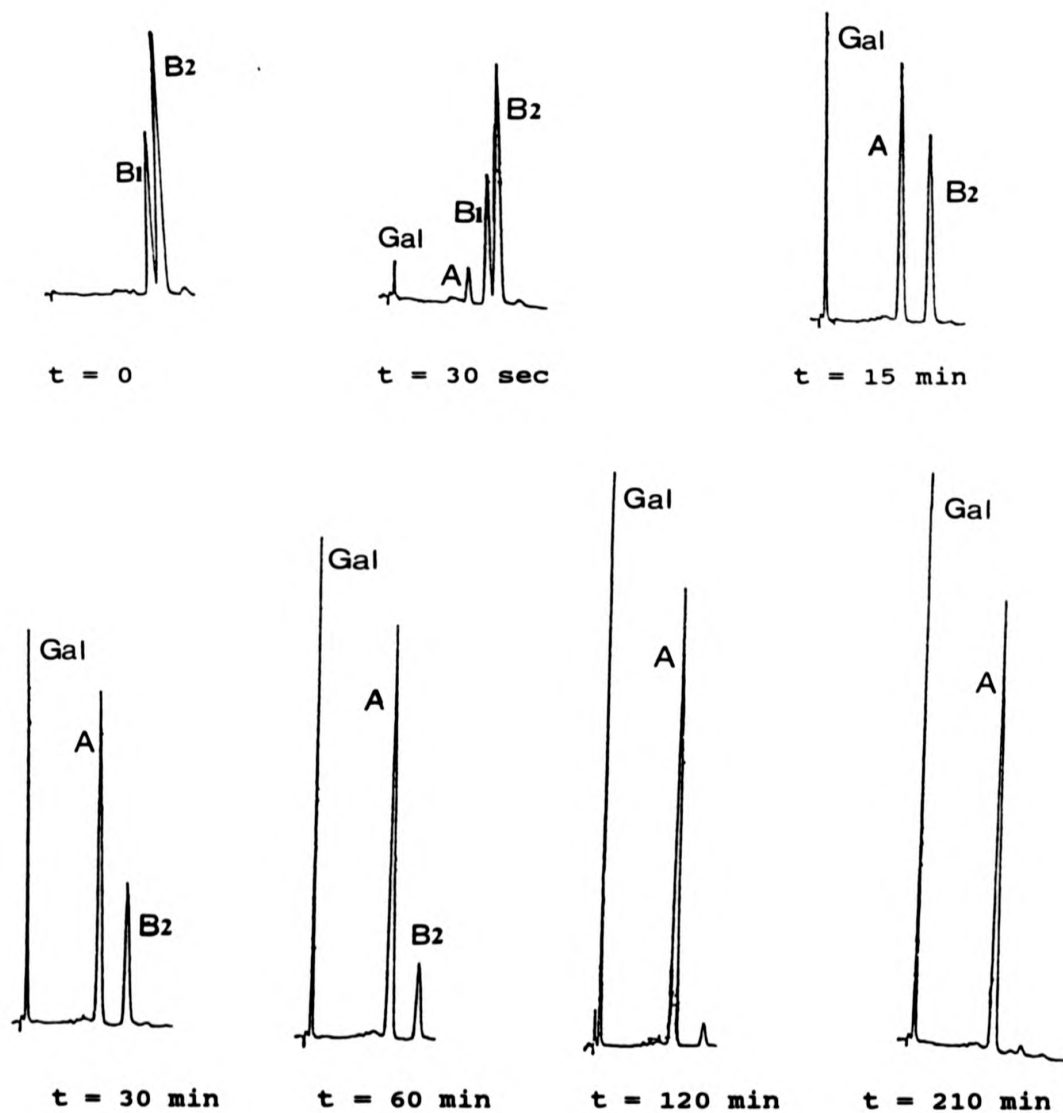 B1 B2
t = 0
Gal A B1 B2
t = 30 sec
Gal A B2
t = 15 min
Gal A B2
t = 30 min
Gal A B2
t = 60 min
Gal A
t = 120 min
Gal A
t = 210 min